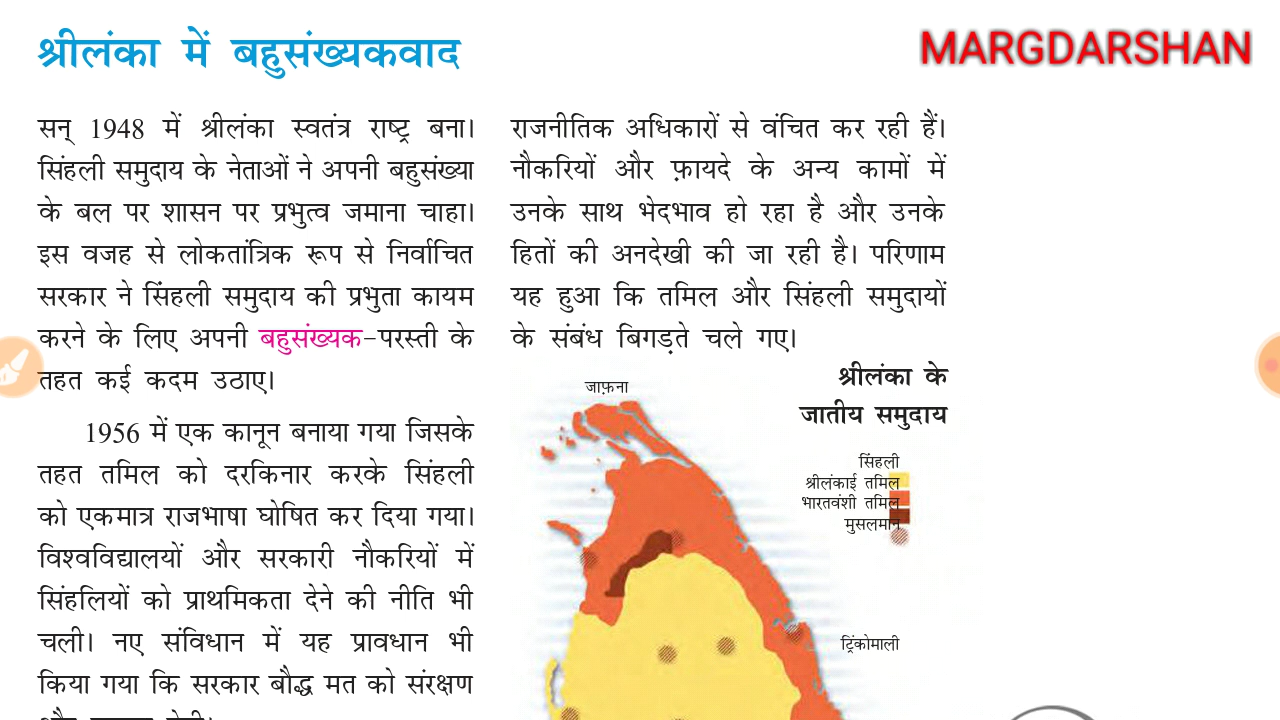 श्रीलंका में बहुसंख्यकवाद
MARGDARSHAN
सन् 1948 में श्रीलंका स्वतंत्र राष्ट्र बना।
सिंहली समुदाय के नेताओं ने अपनी बहुसंख्या
के बल पर शासन पर प्रभुत्व जमाना चाहा।
इस वजह से लोकतांत्रिक रूप से निर्वाचित
सरकार ने सिंहली समुदाय की प्रभुता कायम
करने के लिए अपनी बहुसंख्यक-परस्ती के
तहत कई कदम उठाए।
1956 में एक कानून बनाया गया जिसके
तहत तमिल को दरकिनार करके सिंहली
को एकमात्र राजभाषा घोषित कर दिया गया।
विश्वविद्यालयों और सरकारी नौकरियों में
सिंहलियों को प्राथमिकता देने की नीति भी
चली। नए संविधान में यह प्रावधान भी
किया गया कि सरकार बौद्ध मत को संरक्षण
राजनीतिक अधिकारों से वंचित कर रही हैं।
नौकरियों और फ़ायदे के अन्य कामों में
उनके साथ भेदभाव हो रहा है और उनके
हितों की अनदेखी की जा रही है। परिणाम
यह हुआ कि तमिल और सिंहली समुदायों
के संबंध बिगड़ते चले गए।
श्रीलंका के
जातीय समुदाय
जाफ़ना
सिंहली
श्रीलंकाई तमिल
भारतवंशी तमिल
मुसलमान
ट्रिंकोमाली